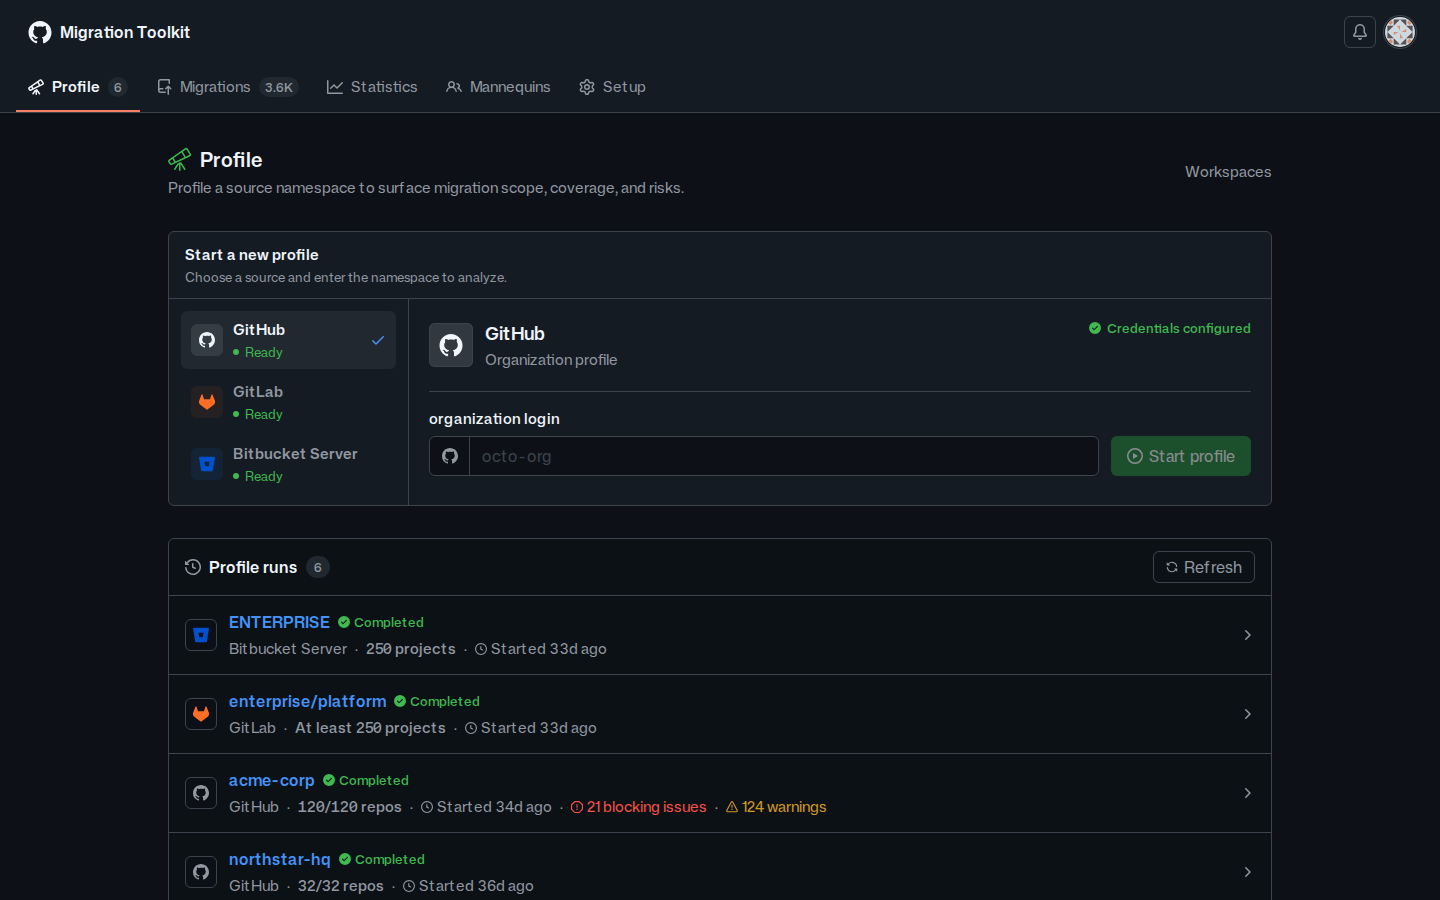 Migration Toolkit
Profile 6 Migrations 3.6K Statistics Mannequins Setup
Profile
Profile a source namespace to surface migration scope, coverage, and risks.
Workspaces
Start a new profile
Choose a source and enter the namespace to analyze.
GitHub
Ready
GitLab
Ready
Bitbucket Server
Ready
GitHub
Organization profile
Credentials configured
organization login
octo-org
Start profile
Profile runs 6
Refresh
ENTERPRISE Completed
Bitbucket Server · 250 projects · Started 33d ago
enterprise/platform Completed
GitLab · At least 250 projects · Started 33d ago
acme-corp Completed
GitHub · 120/120 repos · Started 34d ago · 21 blocking issues · 124 warnings
northstar-hq Completed
GitHub · 32/32 repos · Started 36d ago